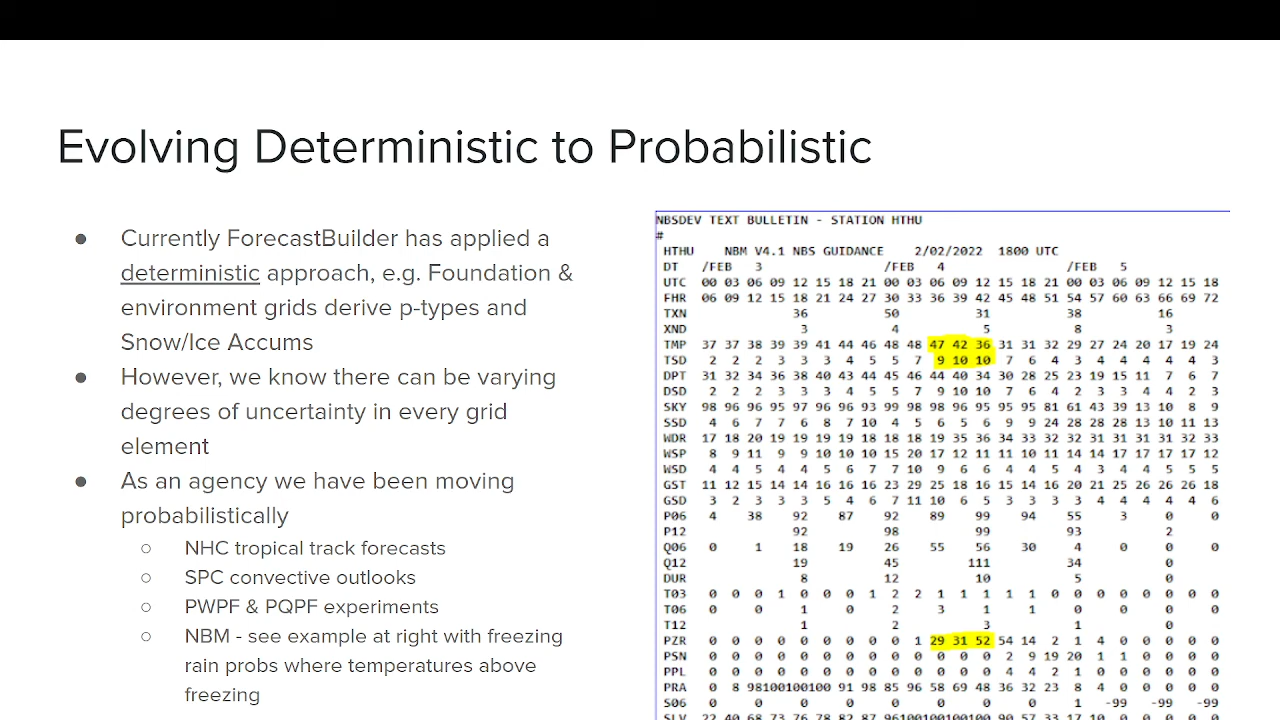 Evolving Deterministic to Probabilistic
● Currently ForecastBuilder has applied a
deterministic approach, e.g. Foundation &
environment grids derive p-types and
Snow/Ice Accums
● However, we know there can be varying
degrees of uncertainty in every grid
element
● As an agency we have been moving
probabilistically
○ NHC tropical track forecasts
○ SPC convective outlooks
○ PWPF & PQPF experiments
○ NBM - see example at right with freezing
rain probs where temperatures above
freezing
NBSDEV TEXT BULLETIN - STATION HTHU
#
HTHU NBM V4.1 NBS GUIDANCE 2/02/2022 1800 UTC
DT /FEB 3 /FEB 4 /FEB 5
UTC 00 03 06 09 12 15 18 21 00 03 06 09 12 15 18 21 00 03 06 09 12 15 18
FHR 06 09 12 15 18 21 24 27 30 33 36 39 42 45 48 51 54 57 60 63 66 69 72
TXN 36 50 31 38 16
XND 3 4 5 8 3
TMP 37 37 38 39 39 41 44 46 48 48 47 42 36 31 31 32 29 27 24 20 17 19 24
TSD 2 2 2 3 3 3 4 5 5 7 9 10 10 7 6 4 3 4 4 4 4 4 3
DPT 31 32 34 36 38 40 43 44 45 46 44 40 34 30 28 25 23 19 15 11 7 6 7
DSD 2 2 2 3 3 3 4 5 5 7 9 10 10 7 6 4 2 3 3 4 4 2 3
SKY 98 96 96 95 97 96 96 93 99 98 98 96 95 95 95 81 61 43 39 13 10 8 9
SSD 4 6 7 7 6 8 7 10 4 5 6 5 6 9 9 24 28 28 28 13 10 11 13
WDR 17 18 20 19 19 19 19 18 18 18 19 35 36 34 33 32 32 31 31 31 31 32 33
WSP 8 9 11 9 9 10 10 10 15 20 17 12 11 11 10 11 14 14 17 17 17 17 12
WSD 4 4 5 4 4 5 6 7 7 10 9 6 6 4 4 5 4 3 4 4 5 5 5
GST 11 12 15 14 14 16 16 16 23 29 25 18 16 15 14 16 20 21 25 26 26 26 18
GSD 3 2 3 3 3 5 4 6 7 11 10 6 5 3 3 3 3 4 4 4 4 4 6
P06 4 38 92 87 92 89 99 94 55 3 0 0
P12 92 98 99 93 2
Q06 0 1 18 19 26 55 56 30 4 0 0 0
Q12 19 45 111 34 0
DUR 8 12 10 5 0
T03 0 0 0 1 0 0 0 1 2 2 1 1 1 1 1 0 0 0 0 0 0 0 0
T06 0 0 1 0 2 3 1 1 0 0 0 0
T12 1 2 3 1 0
PZR 0 0 0 0 0 0 0 0 0 1 29 31 52 54 14 2 1 4 0 0 0 0 0
PSN 0 0 0 0 0 0 0 0 0 0 0 0 0 2 9 19 20 1 1 0 0 0 0
PPL 0 0 0 0 0 0 0 0 0 0 0 0 0 4 4 2 1 0 0 0 0 0 0
PRA 0 8 98100100100 91 98 85 96 58 69 48 36 32 23 8 4 0 0 0 0 0
S06 0 0 0 0 0 0 0 0 1 -99 -99 -99
SLV 22 40 68 73 76 78 82 87 96100100100100 90 57 33 17 10